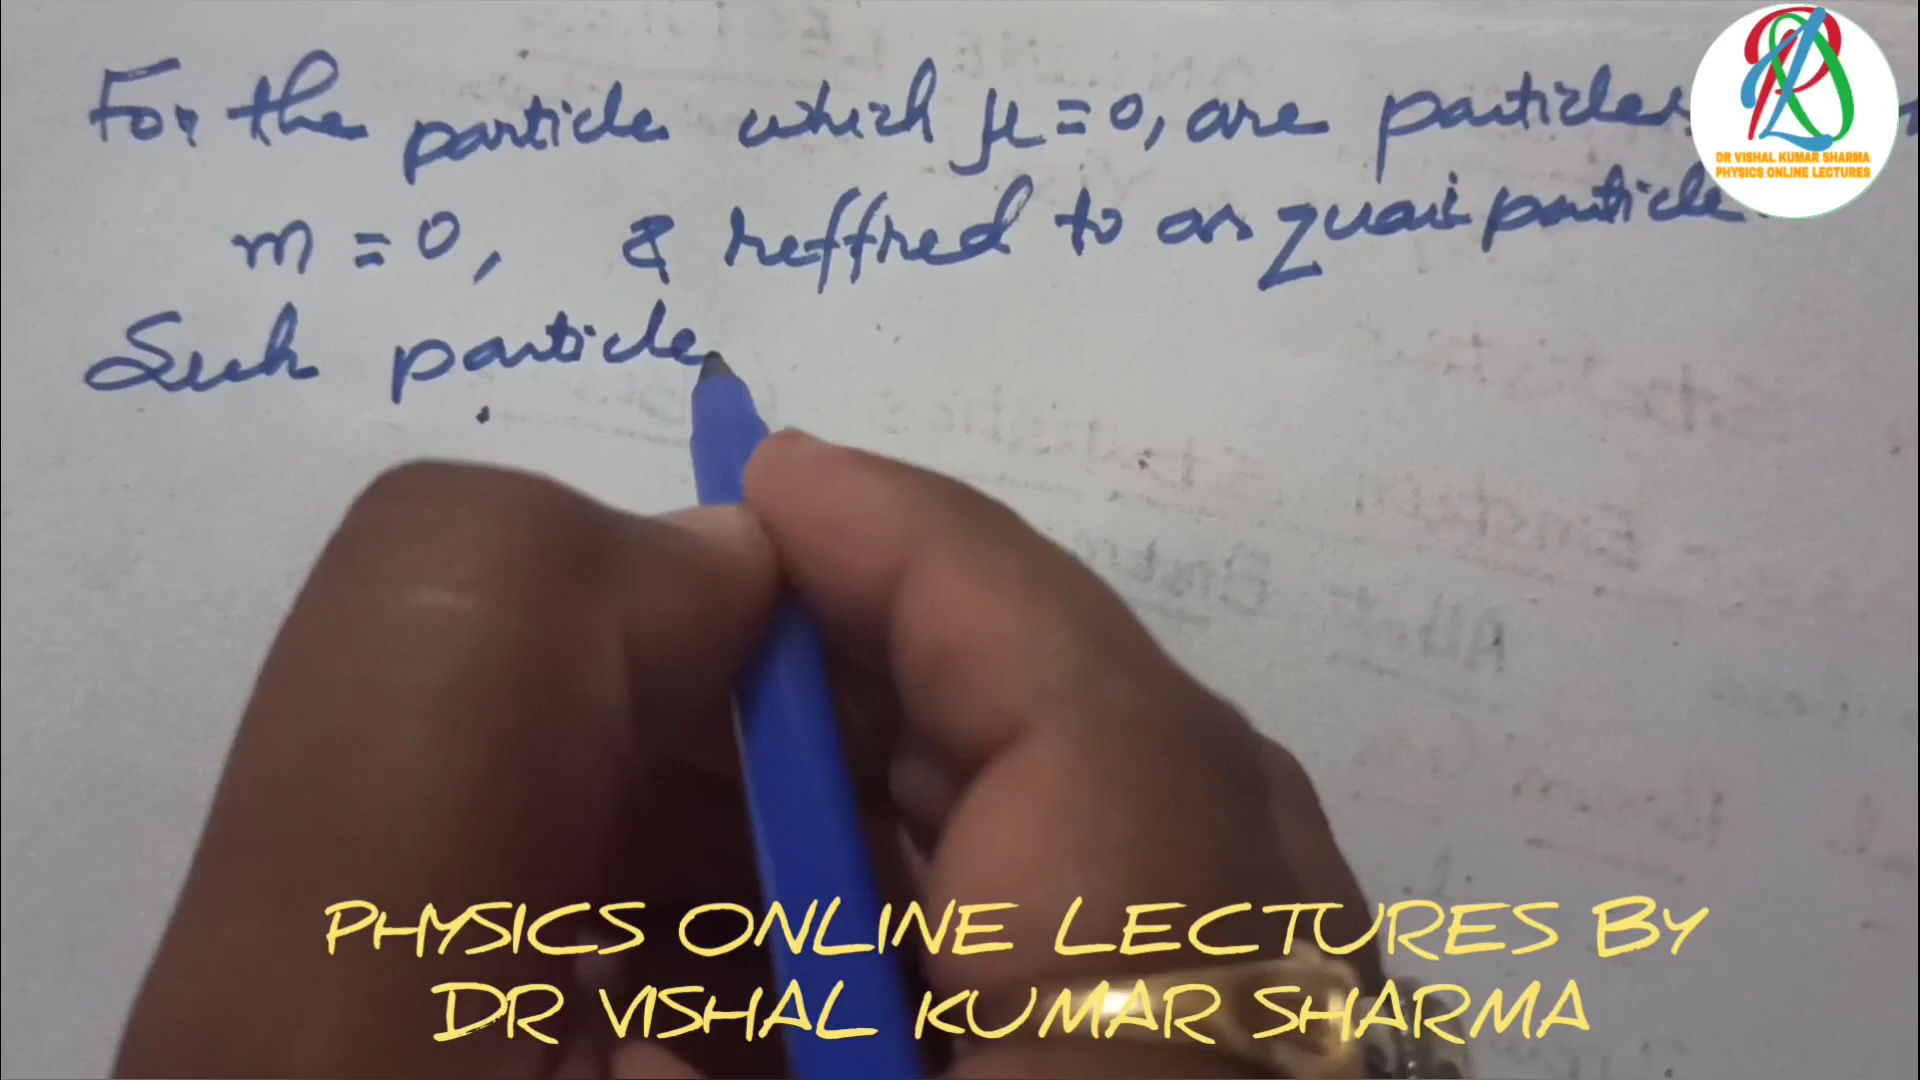 For the particle which μ=0, are particles
m = 0, & reffred to as quasi particle.
Such particle
DR VISHAL KUMAR SHARMA
PHYSICS ONLINE LECTURES
PHYSICS ONLINE LECTURES BY
DR VISHAL KUMAR SHARMA